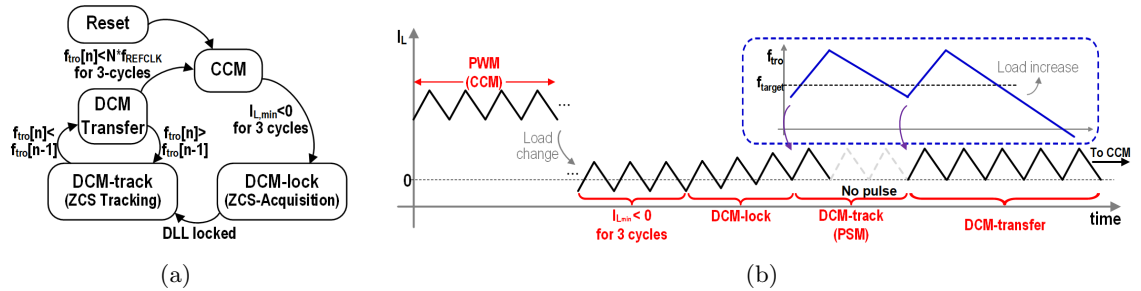 Reset
f_tro[n]<N*f_REFCLK
for 3-cycles
CCM
DCM
Transfer
I_L,min<0
for 3 cycles
f_tro[n]<
f_tro[n-1]
f_tro[n]>
f_tro[n-1]
DCM-track
(ZCS Tracking)
DCM-lock
(ZCS-Acquisition)
DLL locked
(a)
I_L
PWM
(CCM)
...
Load
change
...
0
f_tro
f_target
Load increase
To CCM
No pulse
time
I_Lmin< 0
for 3 cycles
DCM-lock
DCM-track
(PSM)
DCM-transfer
(b)